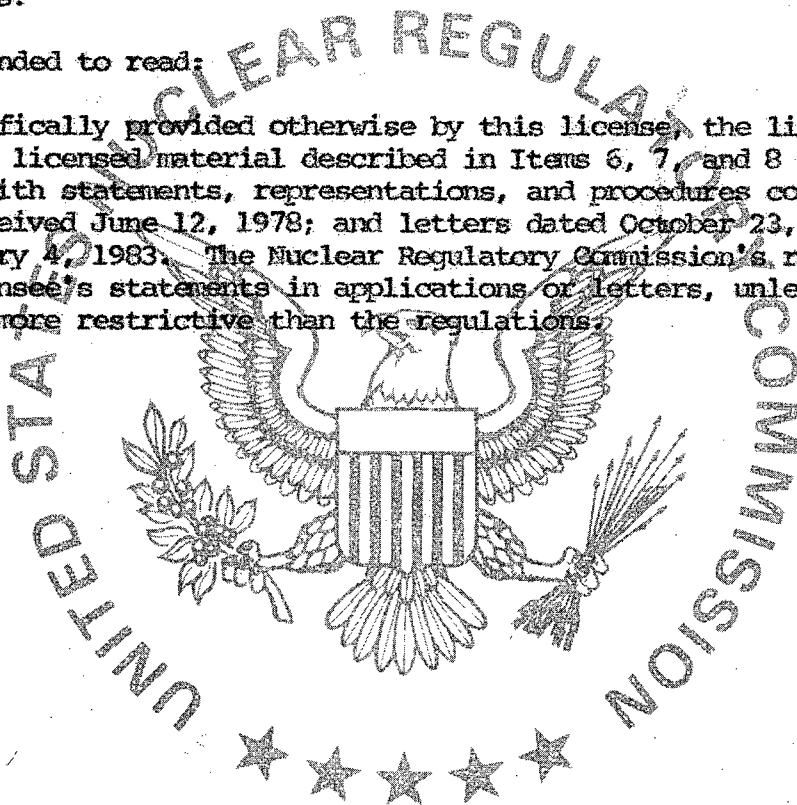 s.
nded to read:
fically provided otherwise by this license, the li
licensed material described in Items 6, 7, and 8
ith statements, representations, and procedures co
eived June 12, 1978; and letters dated October 23,
ry 4, 1983. The Nuclear Regulatory Commission's r
nsee's statements in applications or letters, unle
more restrictive than the regulations.
UNITED STATES NUCLEAR REGULATORY COMMISSION